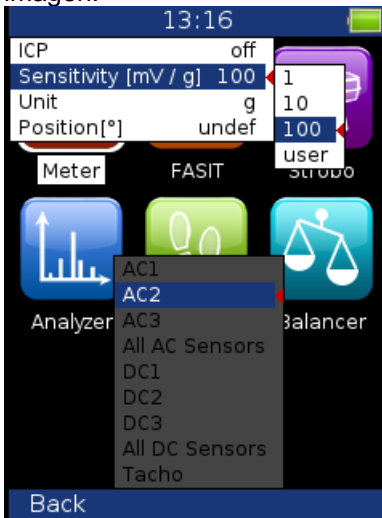 imagen.
13:16
ICP off
Sensitivity [mV / g] 100
Unit g
Position[°] undef
1
10
100
user
Meter
FASIT
Strobo
Analyzer
Balancer
AC1
AC2
AC3
All AC Sensors
DC1
DC2
DC3
All DC Sensors
Tacho
Back